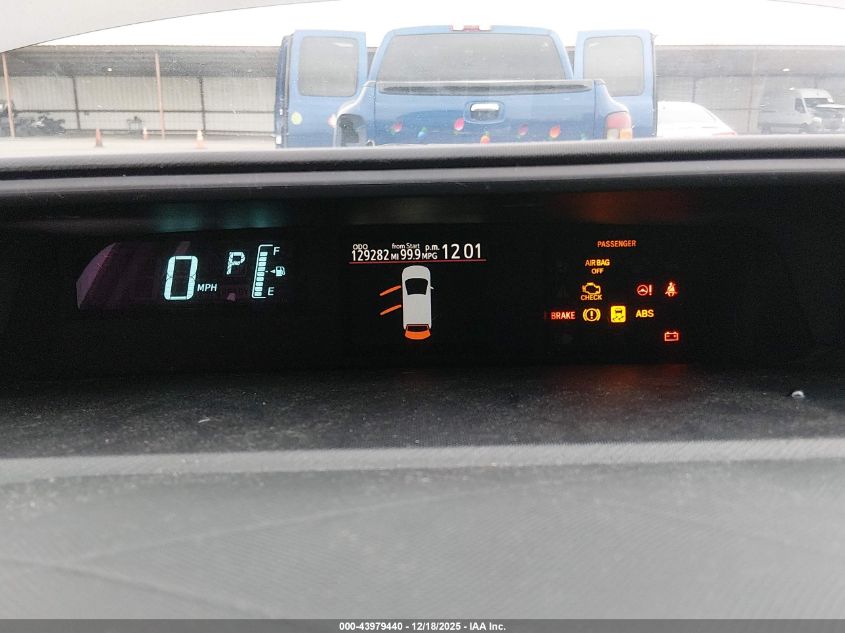 ODO from Start p.m.
129282 MI 99.9 MPG 12 01
P F
0 MPH E
PASSENGER
AIR BAG
OFF
CHECK
BRAKE ABS
000-43979440 - 12/18/2025 - IAA Inc.